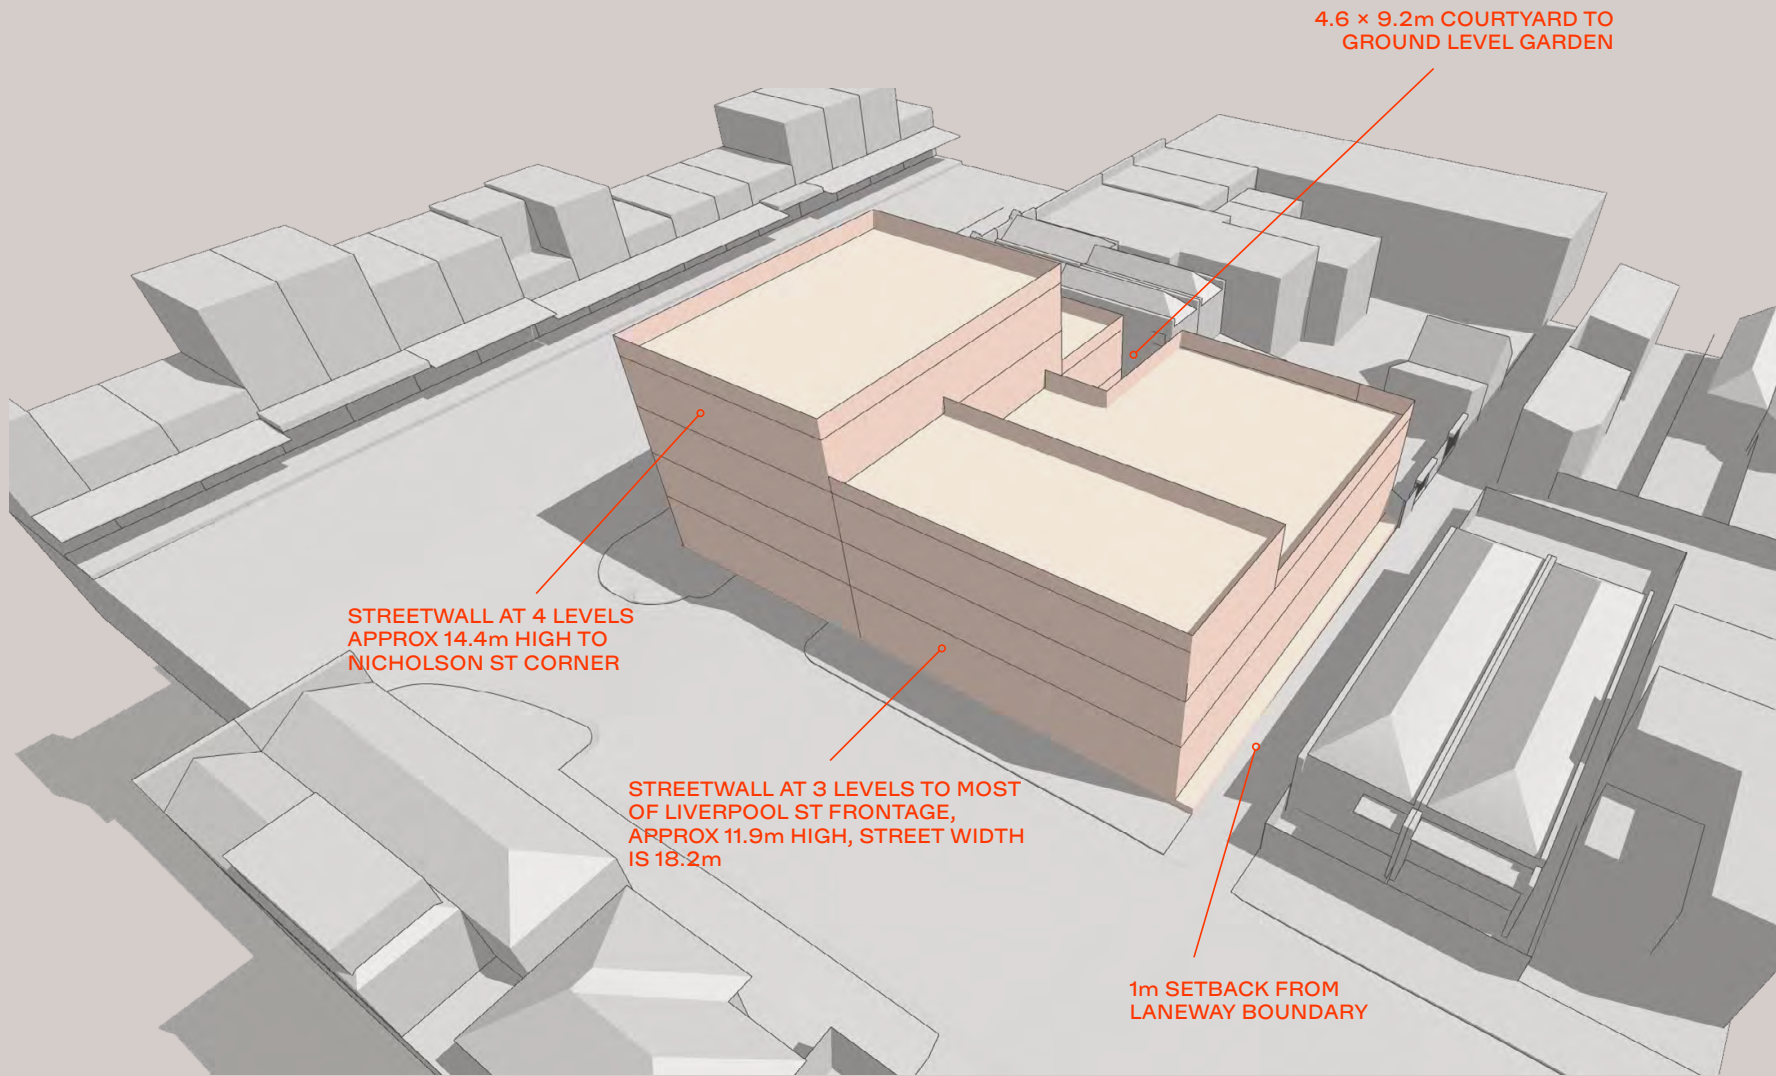 4.6 × 9.2m COURTYARD TO
GROUND LEVEL GARDEN
STREETWALL AT 4 LEVELS
APPROX 14.4m HIGH TO
NICHOLSON ST CORNER
STREETWALL AT 3 LEVELS TO MOST
OF LIVERPOOL ST FRONTAGE,
APPROX 11.9m HIGH, STREET WIDTH
IS 18.2m
1m SETBACK FROM
LANEWAY BOUNDARY